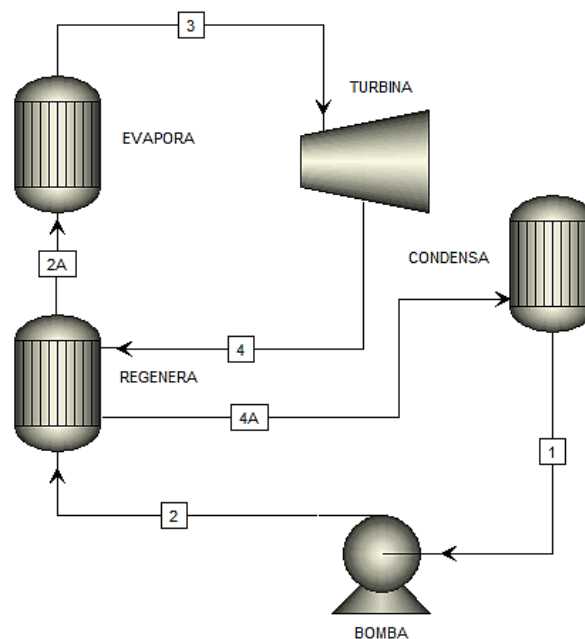 3
TURBINA
EVAPORA
CONDENSA
2A
4
REGENERA
4A
1
2
BOMBA